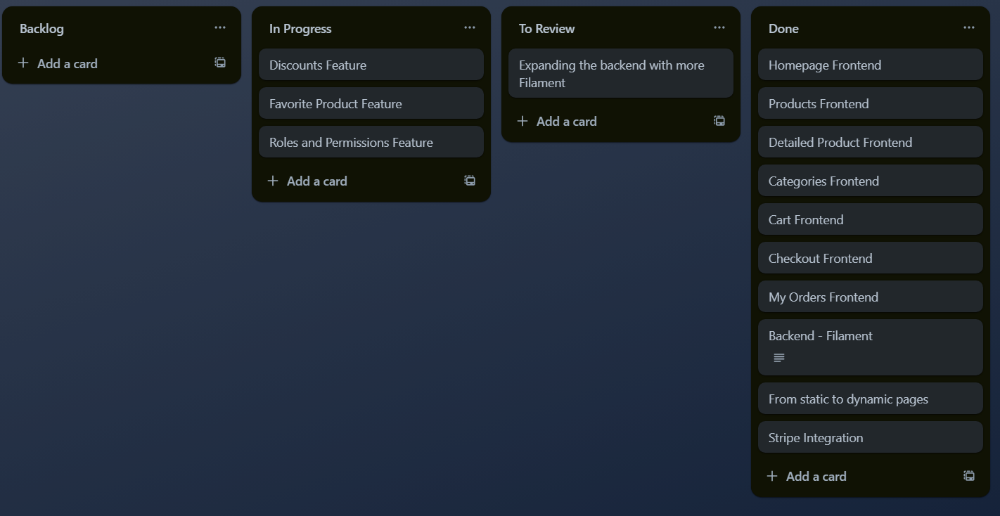 Backlog
Add a card
In Progress
Discounts Feature
Favorite Product Feature
Roles and Permissions Feature
Add a card
To Review
Expanding the backend with more
Filament
Add a card
Done
Homepage Frontend
Products Frontend
Detailed Product Frontend
Categories Frontend
Cart Frontend
Checkout Frontend
My Orders Frontend
Backend - Filament
From static to dynamic pages
Stripe Integration
Add a card